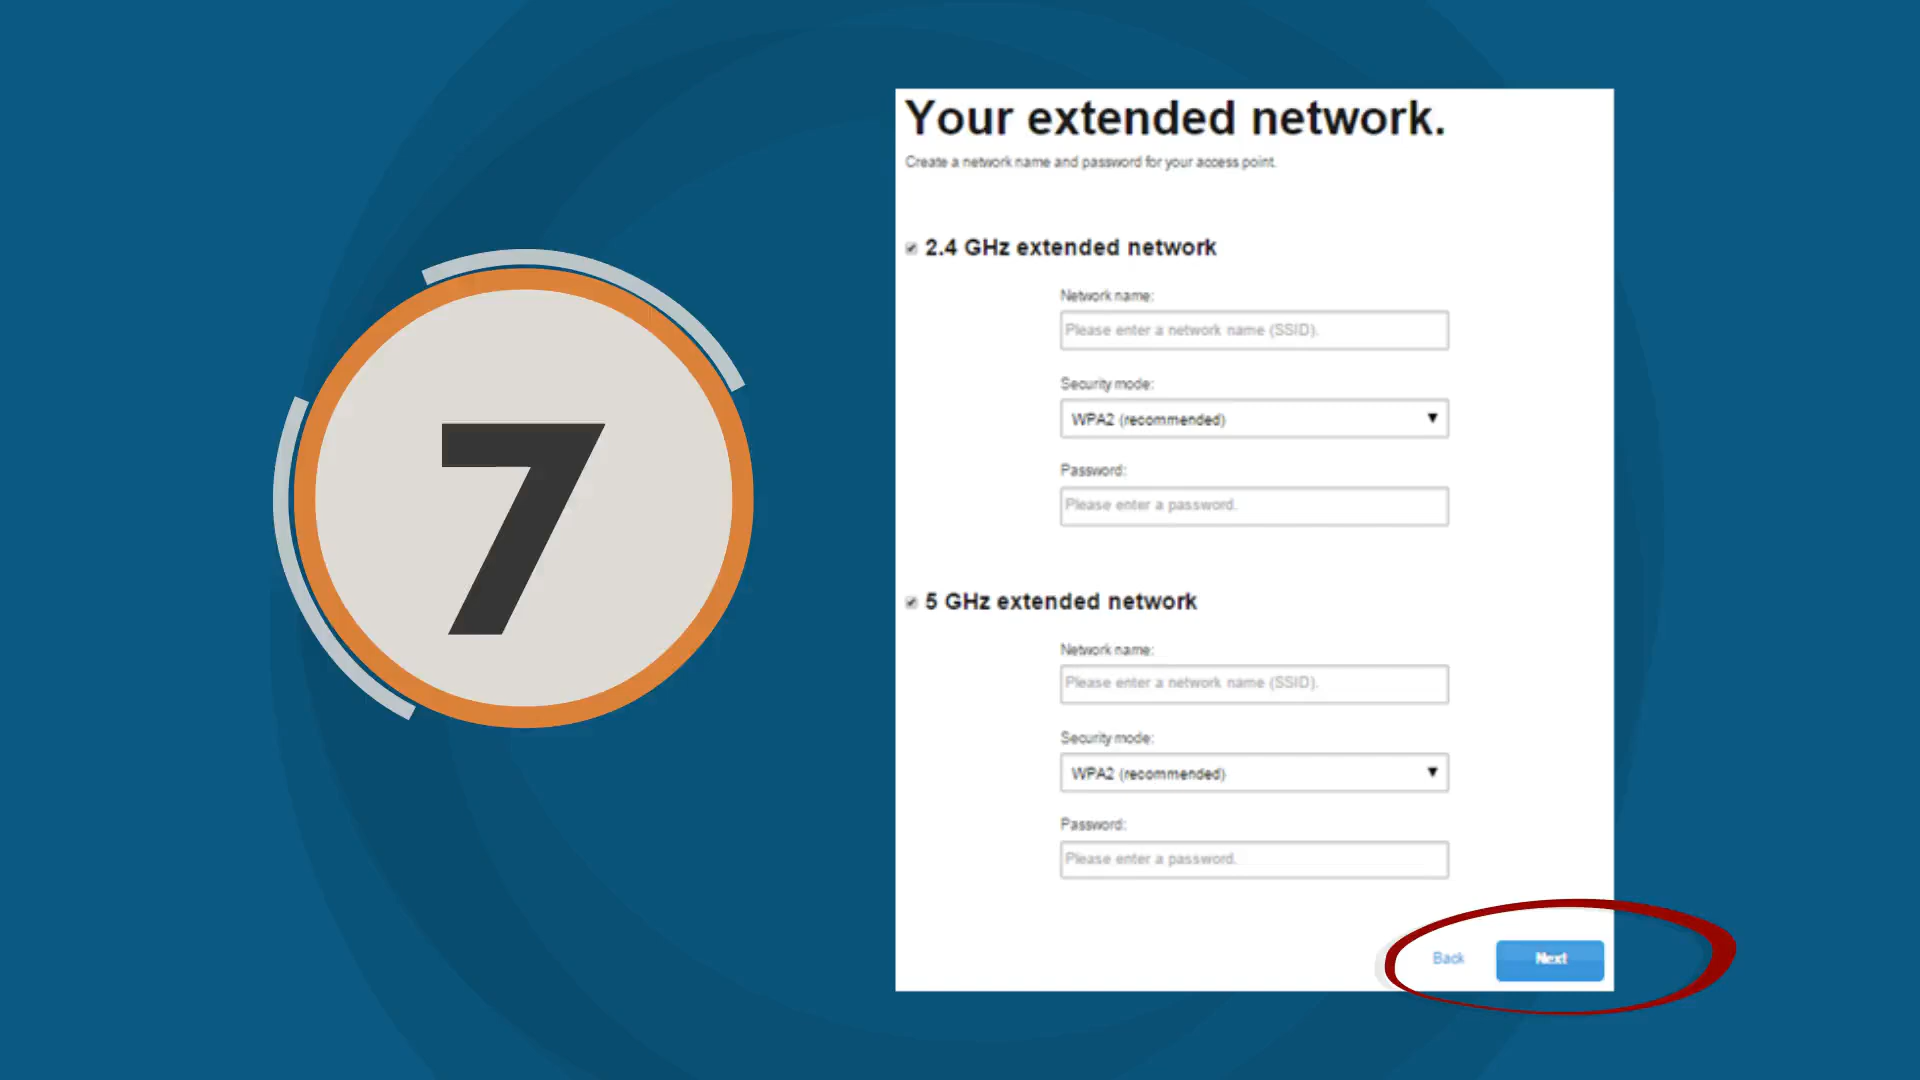 7
Your extended network.
Create a network name and password for your access point.
2.4 GHz extended network
Network name:
Please enter a network name (SSID).
Security mode:
WPA2 (recommended)
Password:
Please enter a password.
5 GHz extended network
Network name:
Please enter a network name (SSID).
Security mode:
WPA2 (recommended)
Password:
Please enter a password.
Back Next